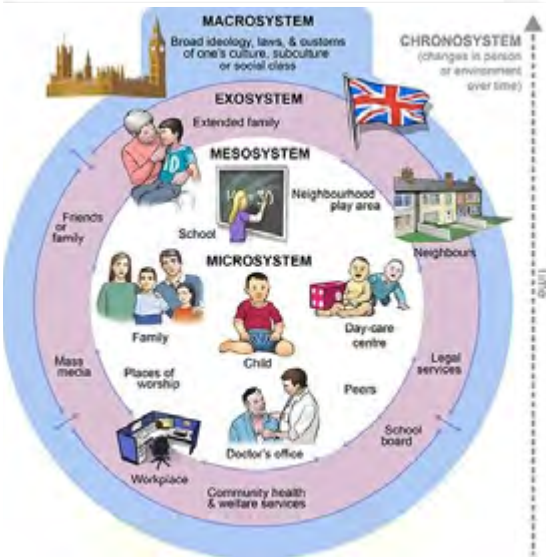 MACROSYSTEM
Broad ideology, laws, & customs
of one's culture, subculture
or social class
CHRONOSYSTEM
(changes in person
or environment
over time)
EXOSYSTEM
Extended family
MESOSYSTEM
Neighbourhood
play area
School
Friends
or
family
Neighbours
MICROSYSTEM
Family
Child
Day-care
centre
Mass
media
Places of
worship
Peers
Legal
services
School
board
Doctor's office
Workplace
Community health
& welfare services
Time